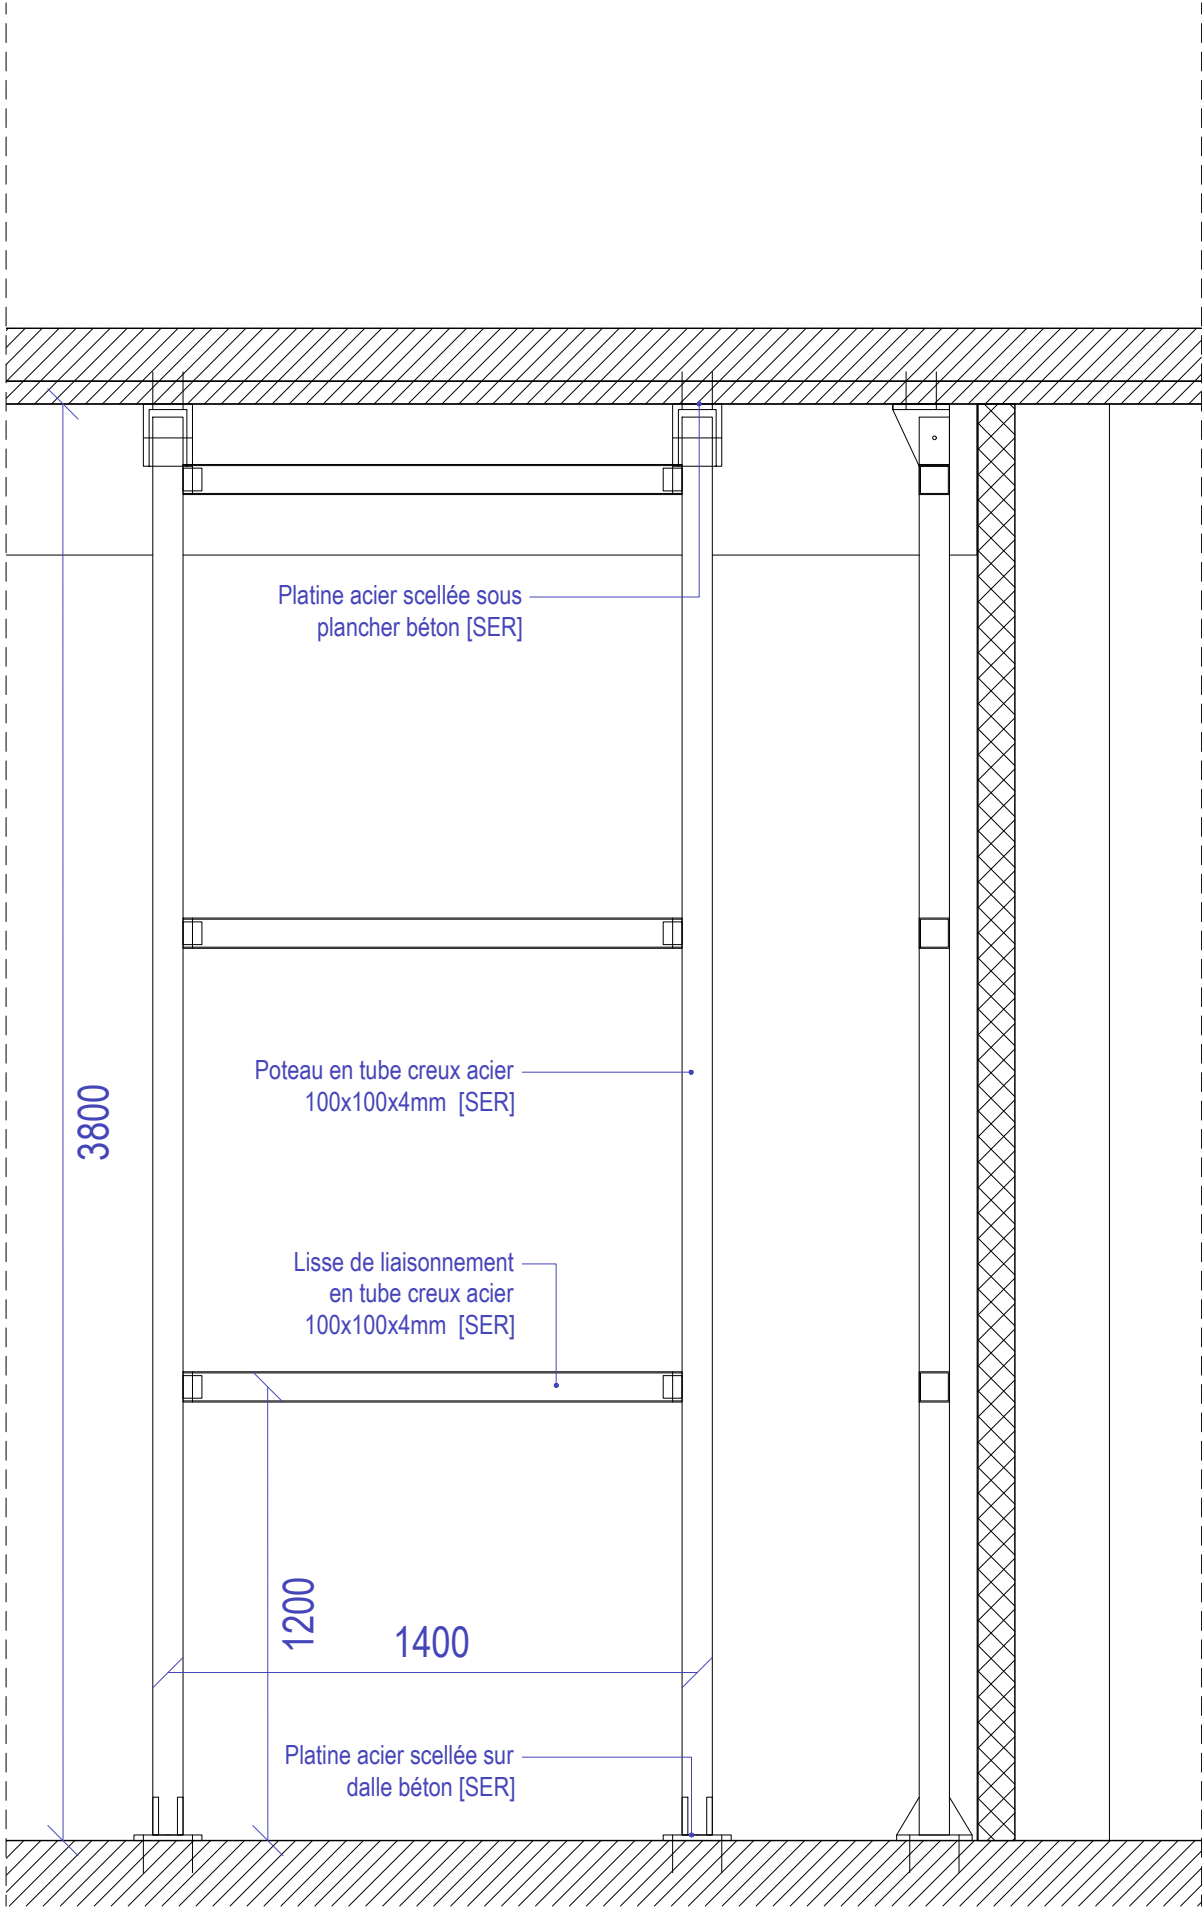 Platine acier scellée sous
plancher béton [SER]
Poteau en tube creux acier
100x100x4mm [SER]
3800
Lisse de liaisonnement
en tube creux acier
100x100x4mm [SER]
1200
1400
Platine acier scellée sur
dalle béton [SER]